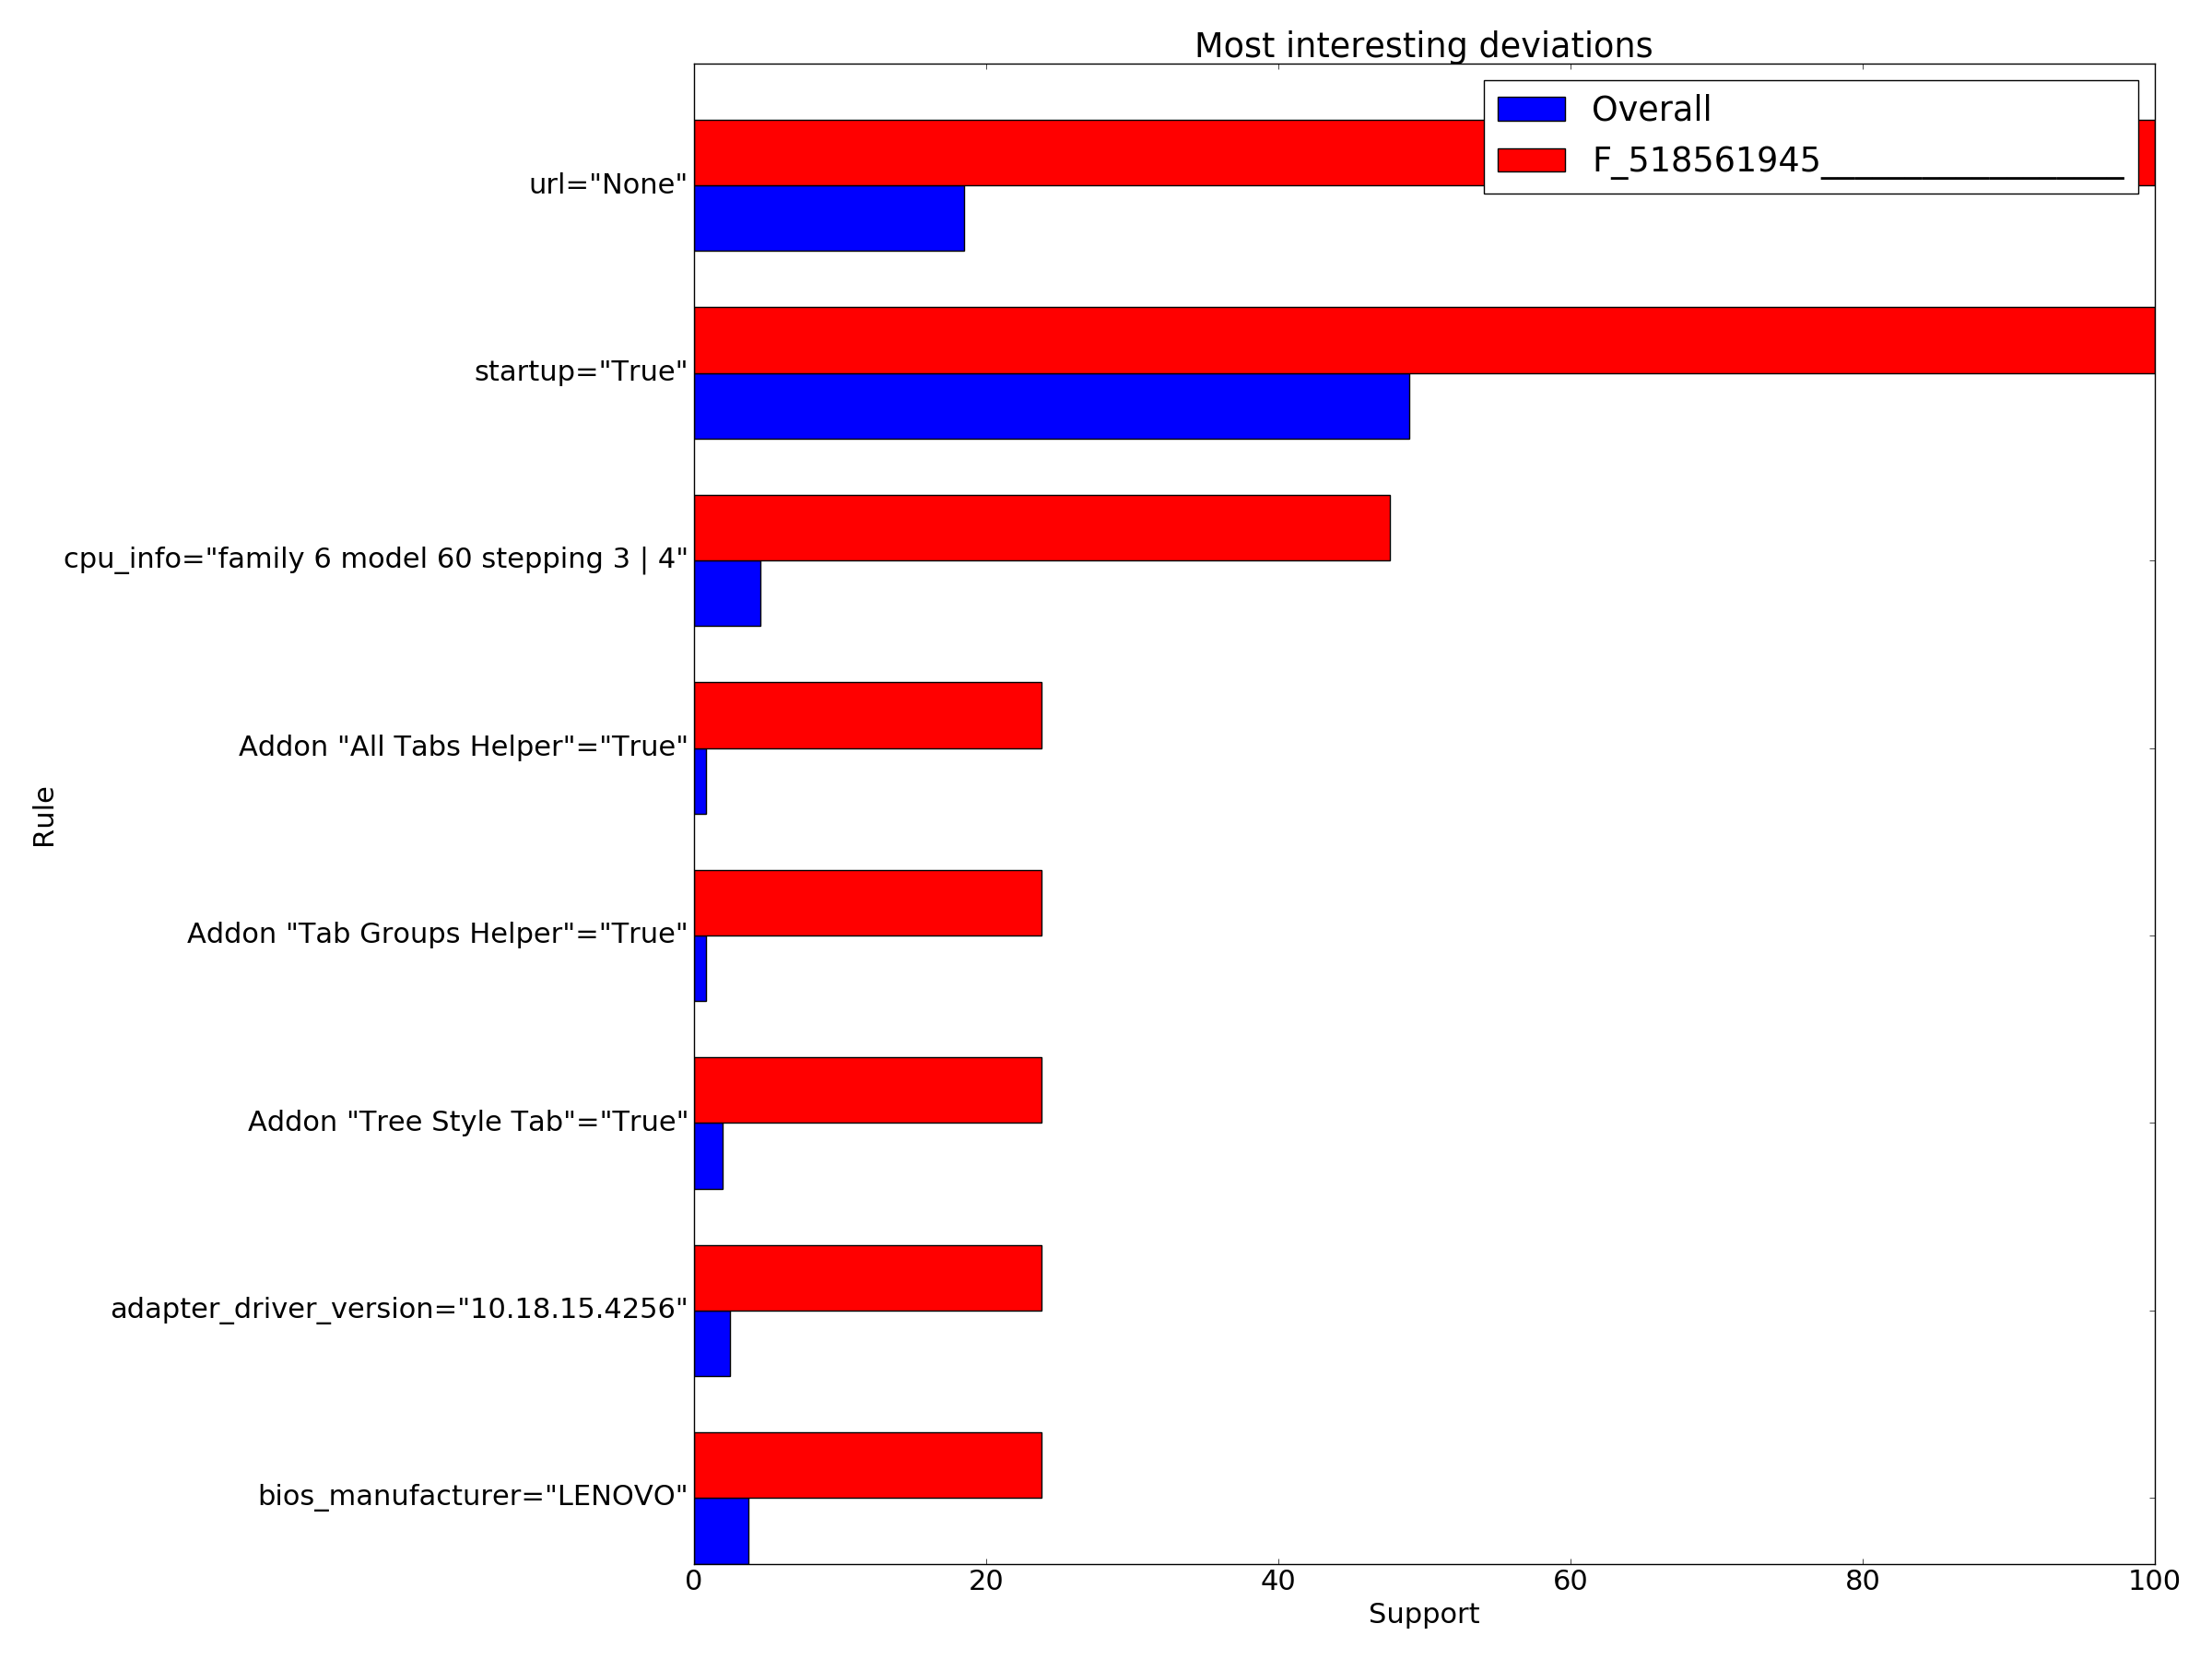 Most interesting deviations
Overall
F_518561945__________________
url="None"
startup="True"
cpu_info="family 6 model 60 stepping 3 | 4"
Addon "All Tabs Helper"="True"
Addon "Tab Groups Helper"="True"
Addon "Tree Style Tab"="True"
adapter_driver_version="10.18.15.4256"
bios_manufacturer="LENOVO"
Rule
0 20 40 60 80 100
Support